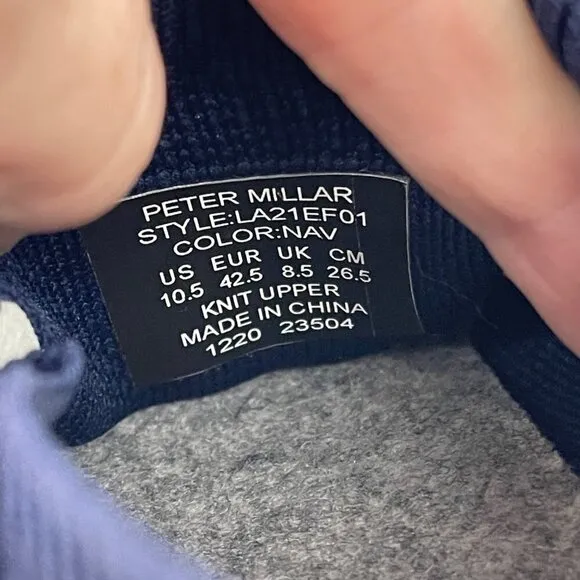 PETER MILLAR
STYLE:LA21EF01
COLOR:NAV
US EUR UK CM
10.5 42.5 8.5 26.5
KNIT UPPER
MADE IN CHINA
1220 23504